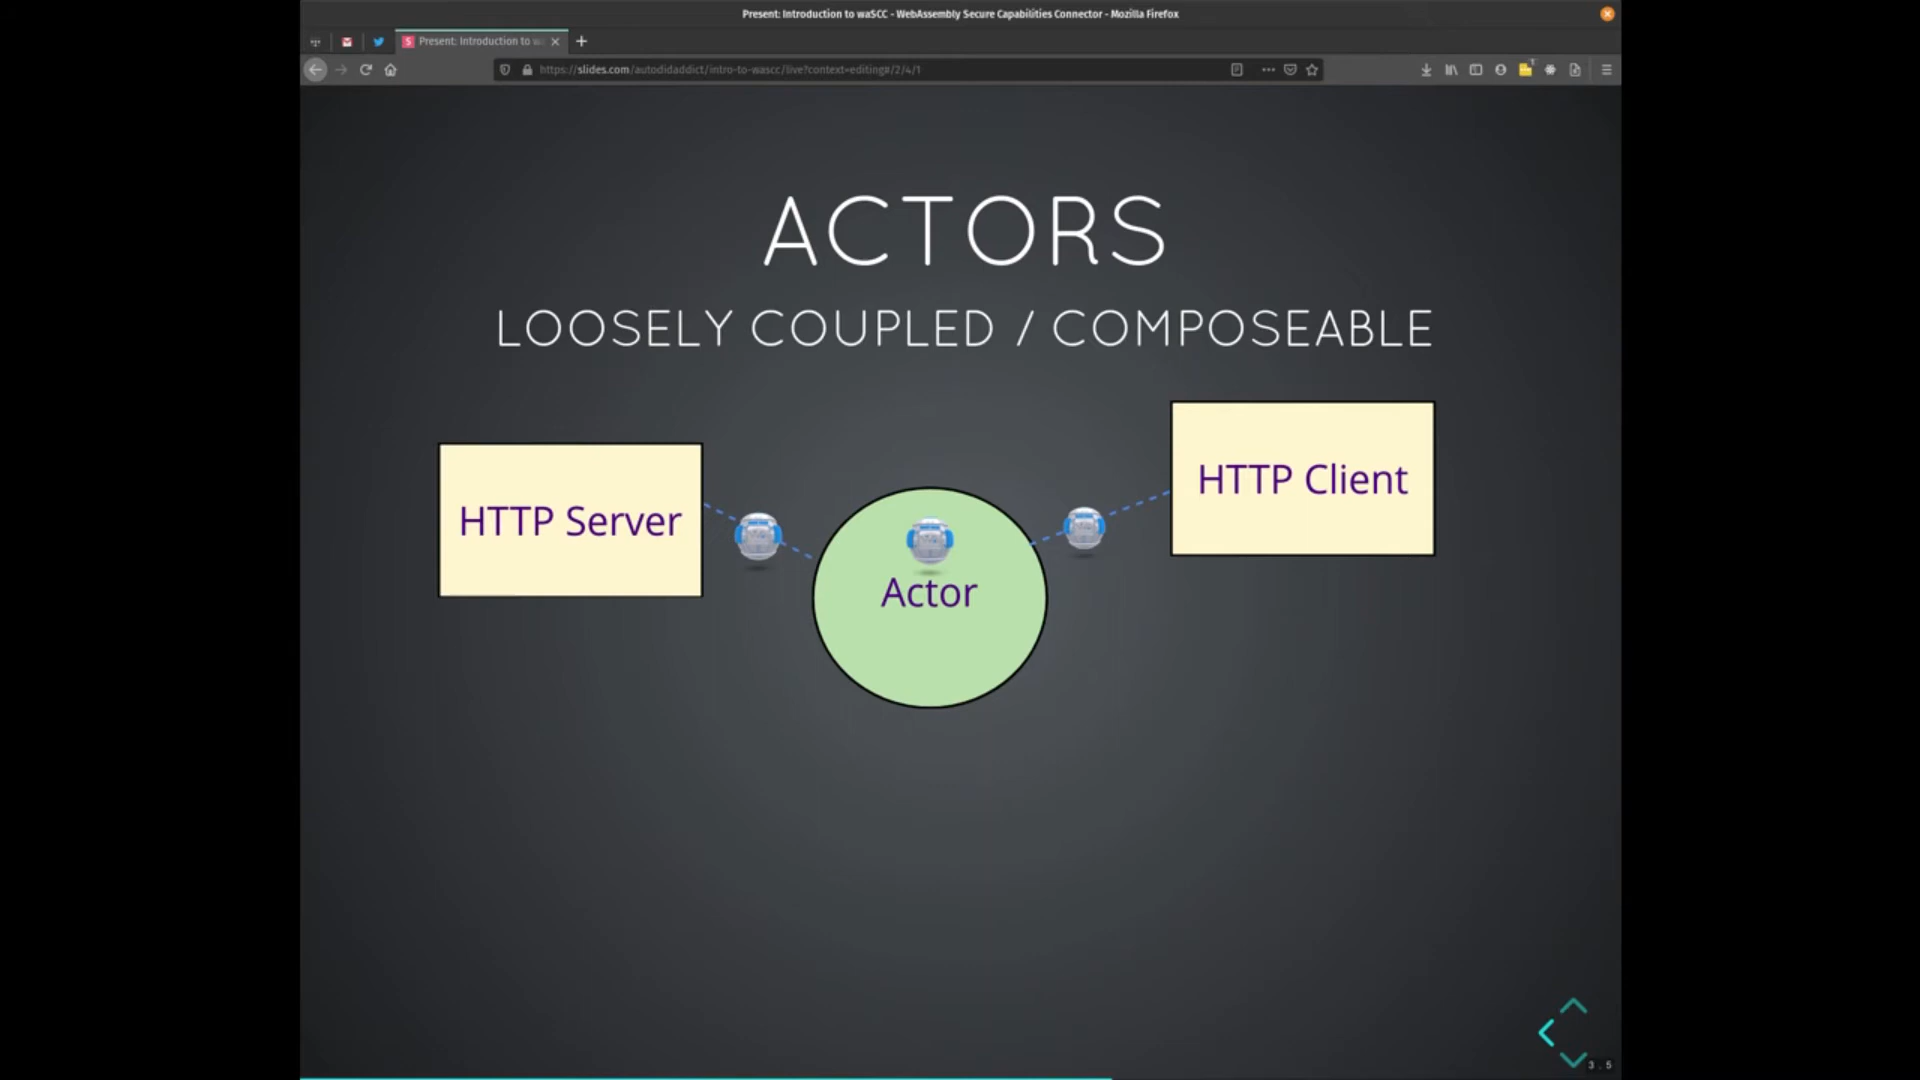 Present: Introduction to waSCC - WebAssembly Secure Capabilities Connector - Mozilla Firefox
S Present: Introduction to wa
https://slides.com/autodidaddict/intro-to-wascc/live?context=editing#/2/4/1
ACTORS
LOOSELY COUPLED / COMPOSEABLE
HTTP Server
HTTP Client
Actor
3 . 5